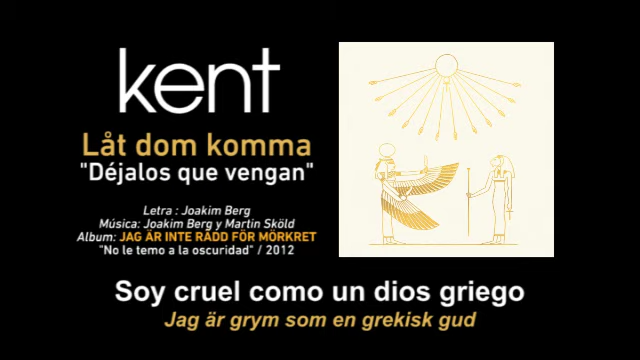 kent
Låt dom komma
"Déjalos que vengan"
Letra : Joakim Berg
Música: Joakim Berg y Martin Sköld
Album: JAG ÄR INTE RÄDD FÖR MÖRKRET
"No le temo a la oscuridad" / 2012
Soy cruel como un dios griego
Jag är grym som en grekisk gud